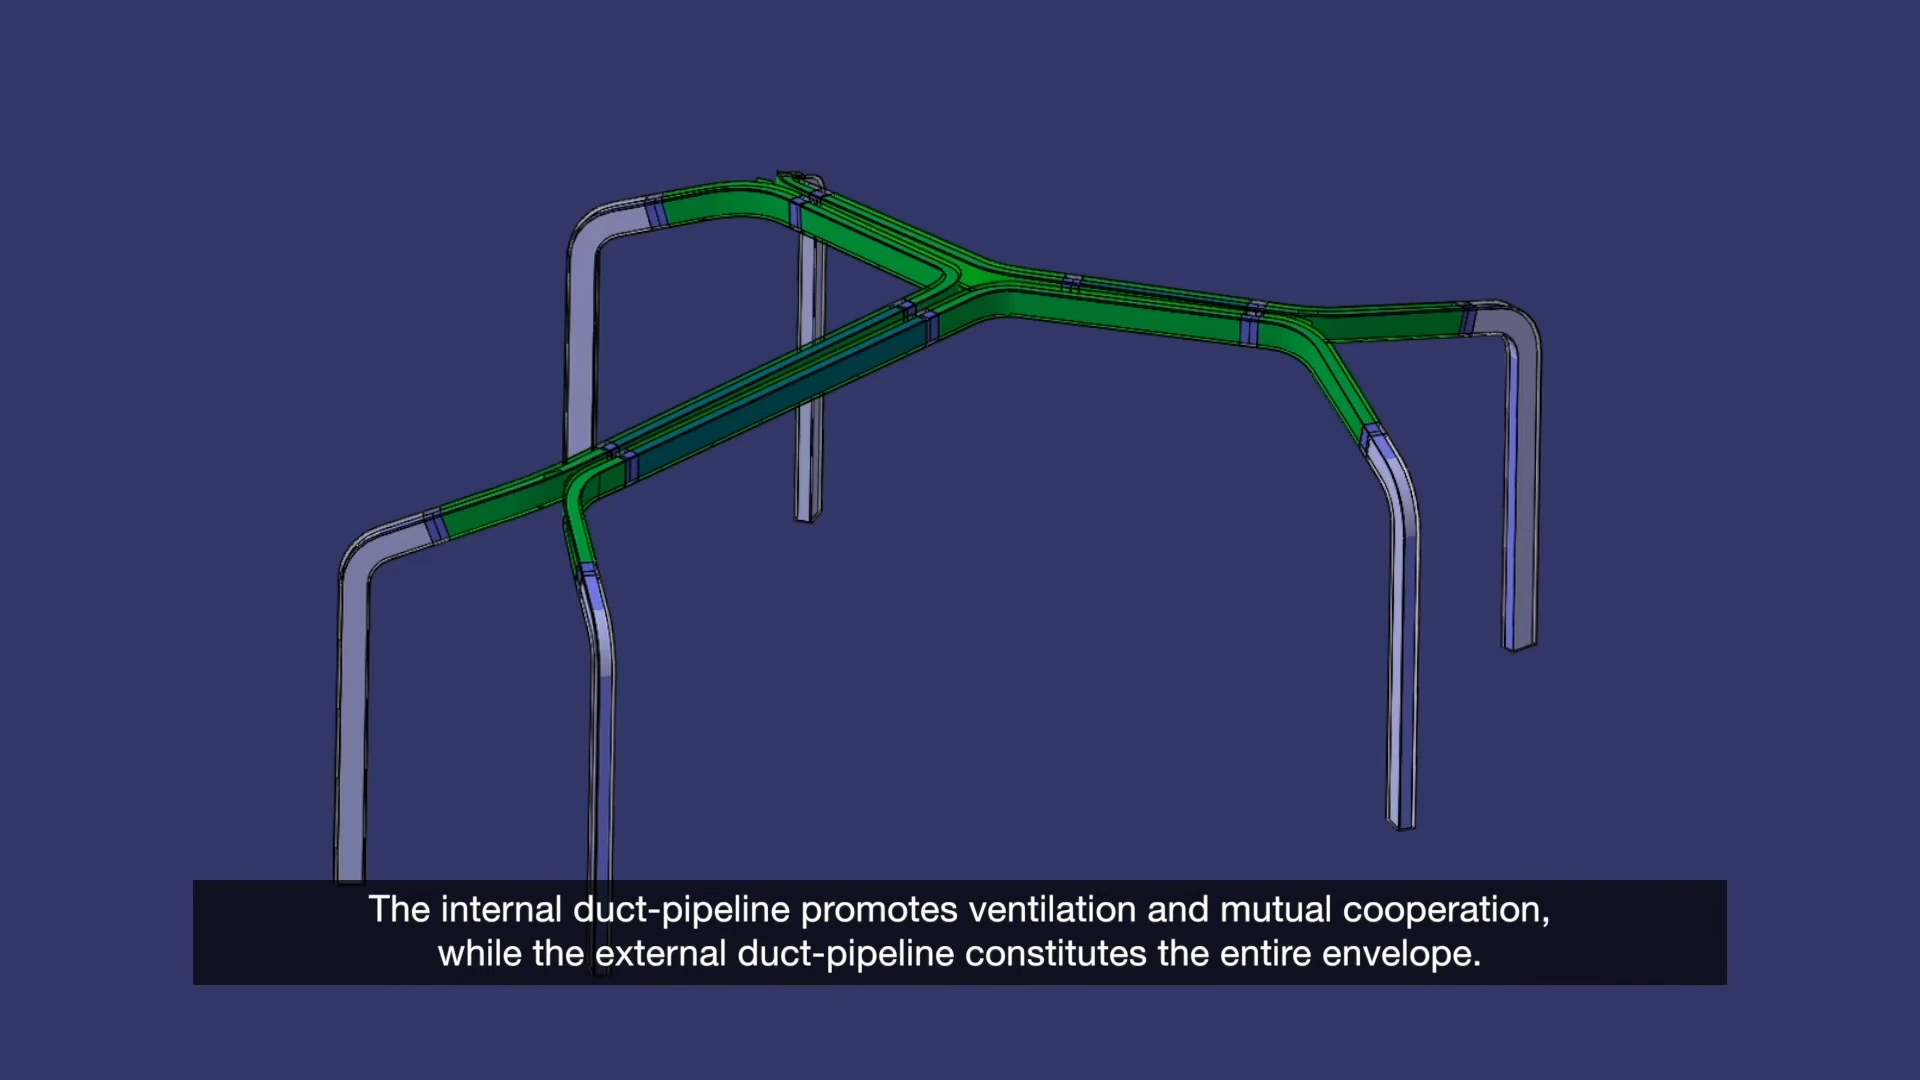 The internal duct-pipeline promotes ventilation and mutual cooperation,
while the external duct-pipeline constitutes the entire envelope.